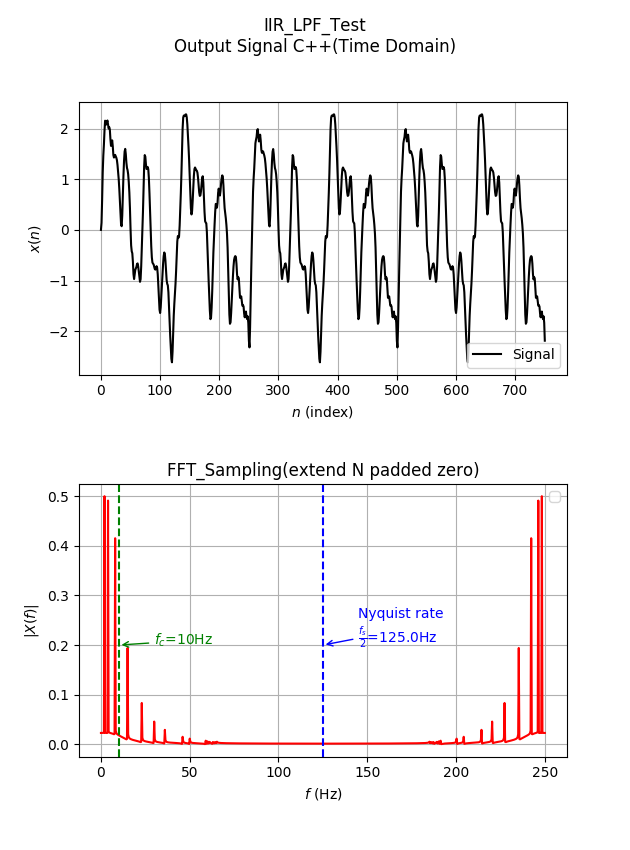 IIR_LPF_Test
Output Signal C++(Time Domain)
2
1
0
−1
−2
x(n)
0 100 200 300 400 500 600 700
n (index)
Signal
FFT_Sampling(extend N padded zero)
0.5
0.4
0.3
0.2
0.1
0.0
|X(f)|
f_c=10Hz
Nyquist rate
f_s/2=125.0Hz
0 50 100 150 200 250
f (Hz)